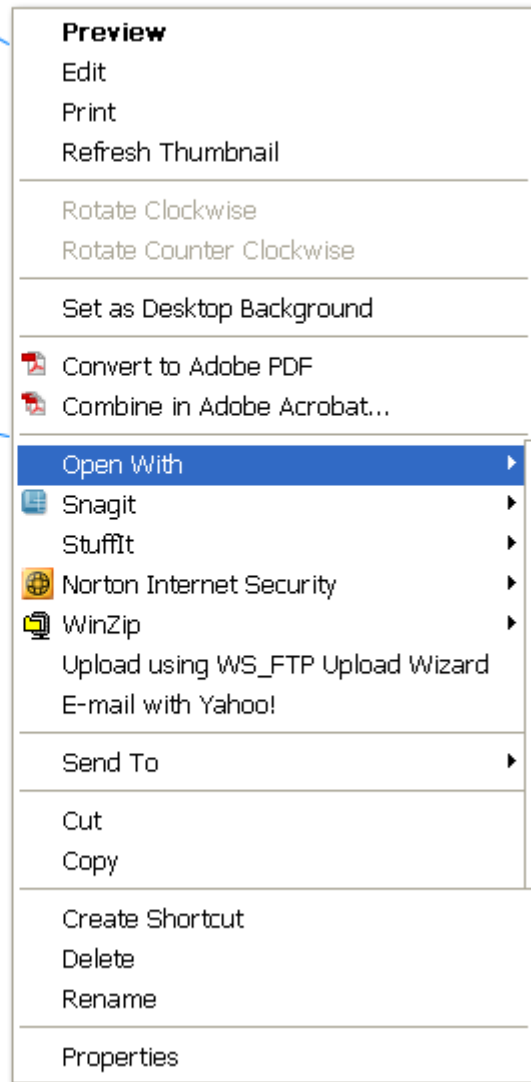 Preview
Edit
Print
Refresh Thumbnail
Rotate Clockwise
Rotate Counter Clockwise
Set as Desktop Background
Convert to Adobe PDF
Combine in Adobe Acrobat...
Open With
Snagit
StuffIt
Norton Internet Security
WinZip
Upload using WS_FTP Upload Wizard
E-mail with Yahoo!
Send To
Cut
Copy
Create Shortcut
Delete
Rename
Properties